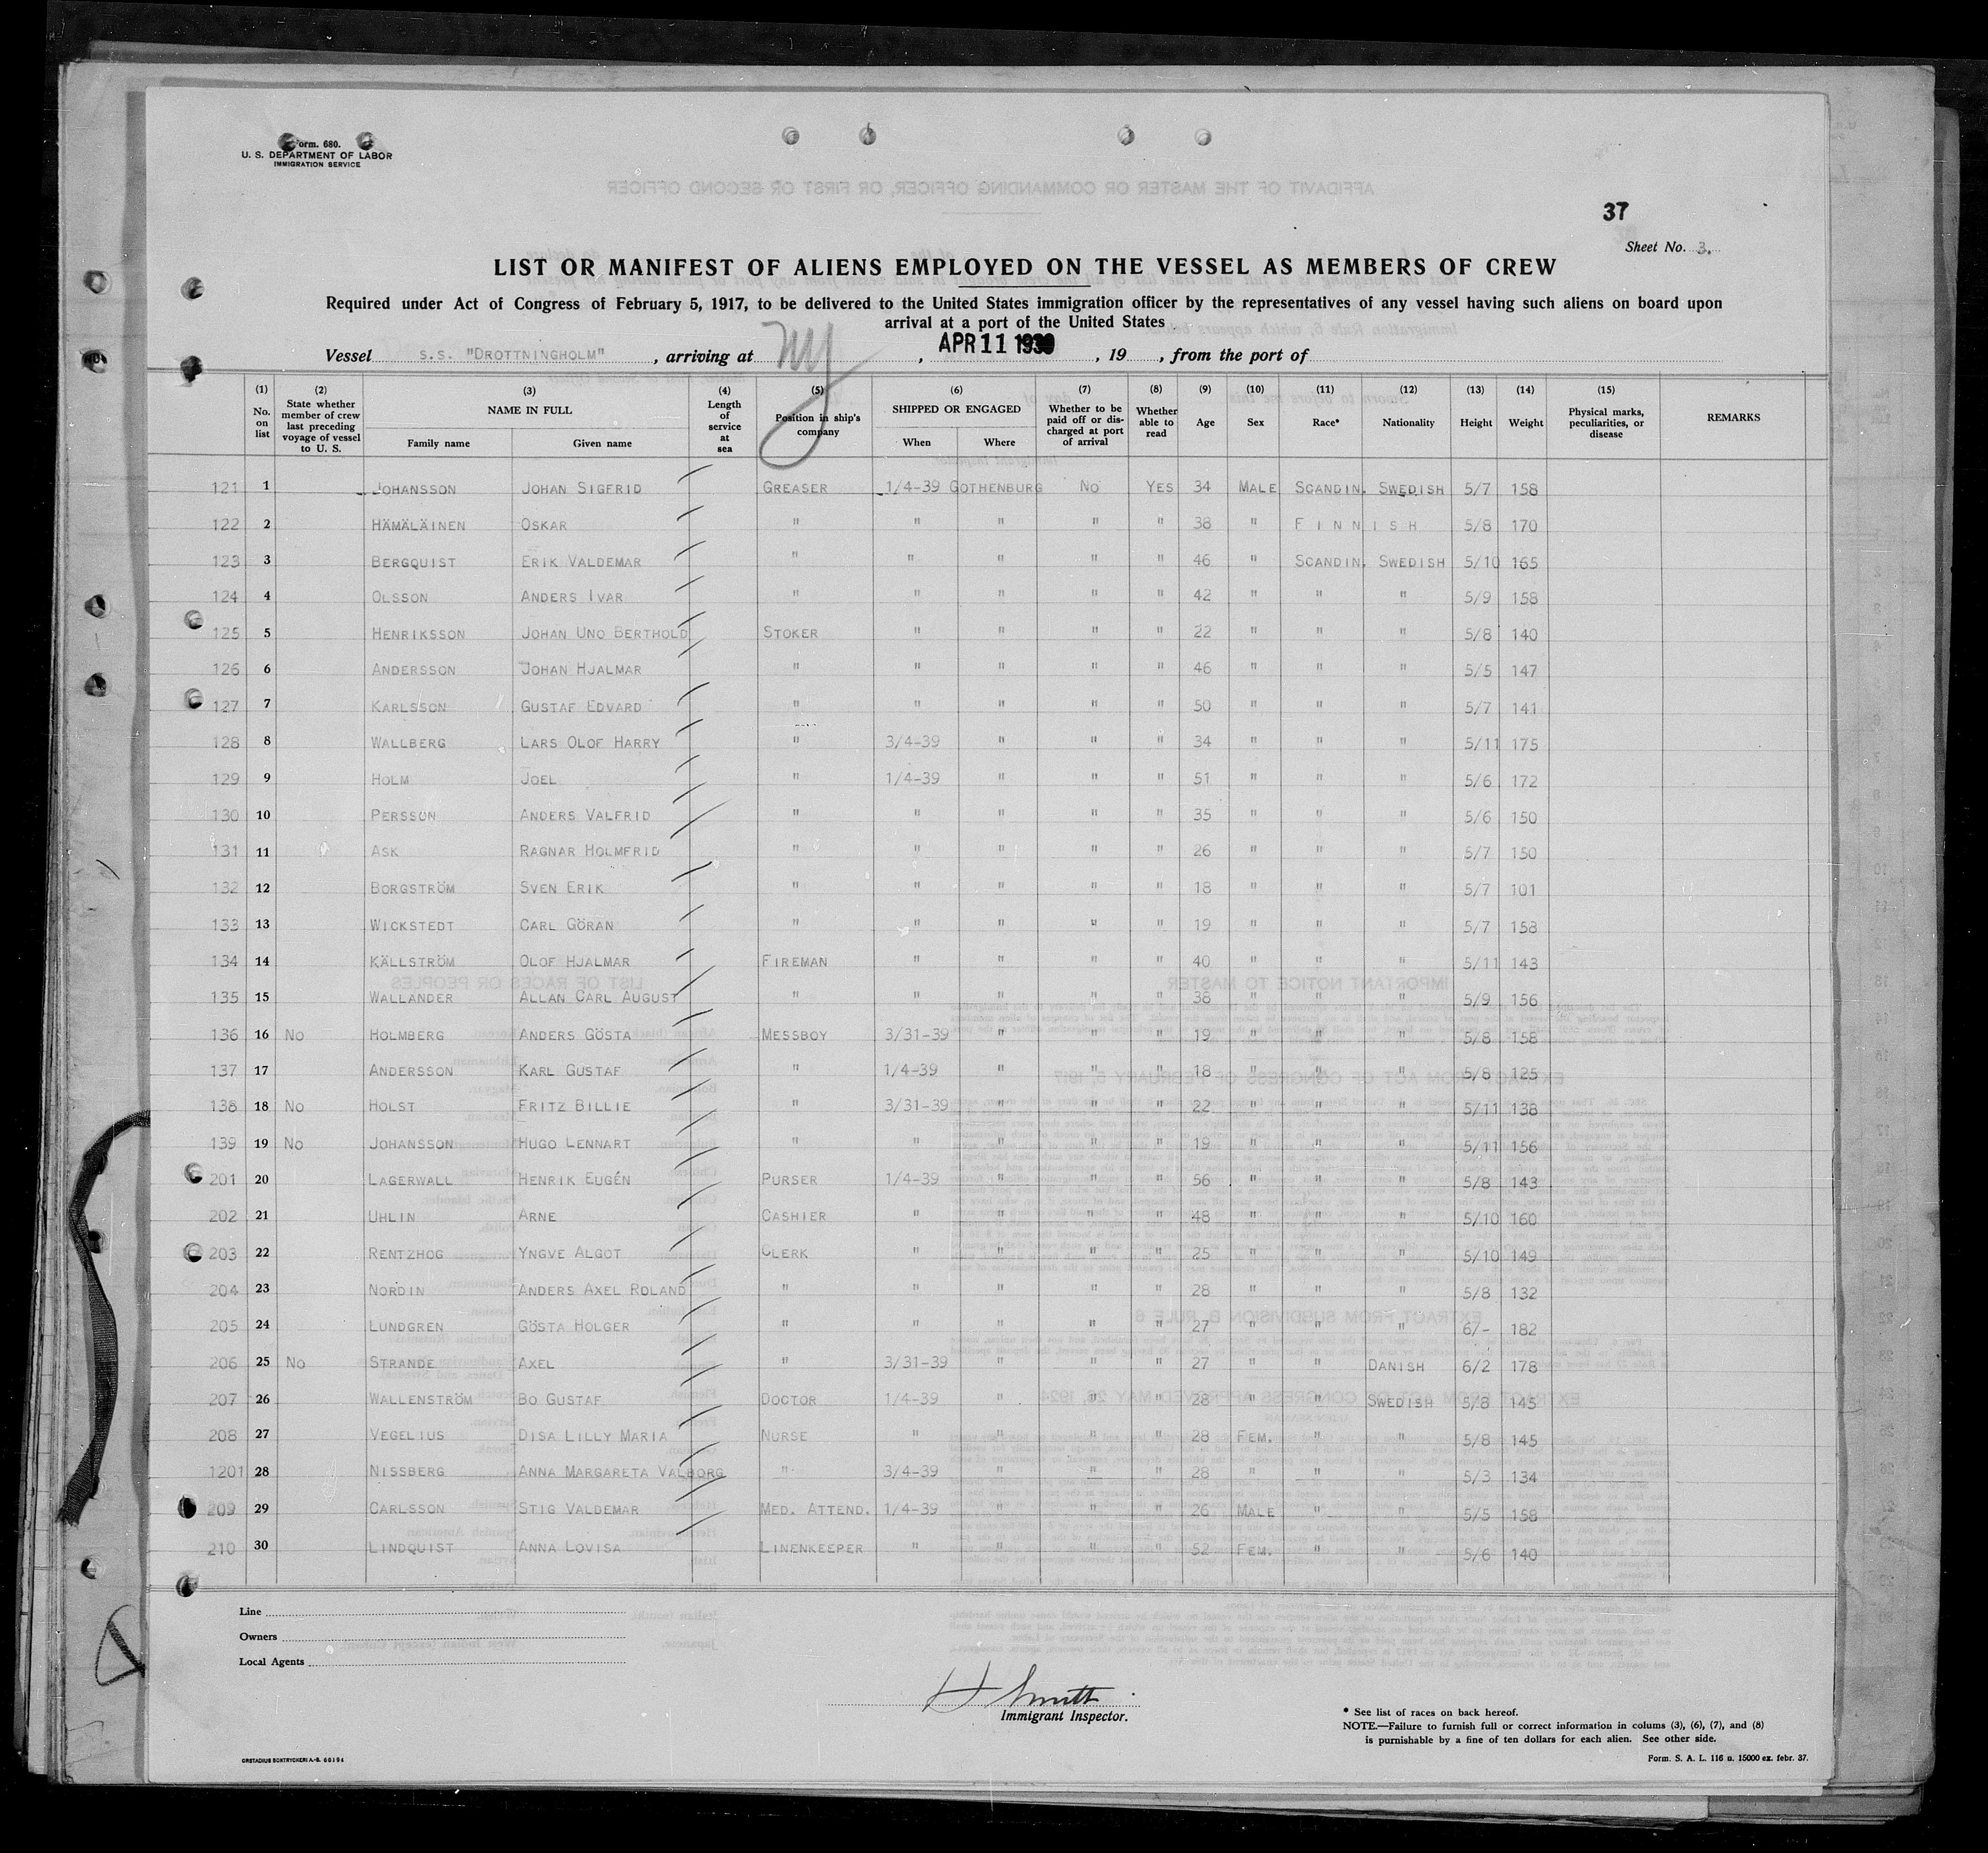 Form. 680.
U. S. DEPARTMENT OF LABOR
IMMIGRATION SERVICE
37
Sheet No. 3.
LIST OR MANIFEST OF ALIENS EMPLOYED ON THE VESSEL AS MEMBERS OF CREW
Required under Act of Congress of February 5, 1917, to be delivered to the United States immigration officer by the representatives of any vessel having such aliens on board upon
arrival at a port of the United States
Vessel S.S. "DROTTNINGHOLM", arriving at NY, APR 11 1939, 19 , from the port of
(1) No. on list (2) State whether member of crew last preceding voyage of vessel to U. S. (3) NAME IN FULL Family name Given name (4) Length of service at sea (5) Position in ship's company (6) SHIPPED OR ENGAGED When Where (7) Whether to be paid off or discharged at port of arrival (8) Whether able to read (9) Age (10) Sex (11) Race* (12) Nationality (13) Height (14) Weight (15) Physical marks, peculiarities, or disease REMARKS
121 1 JOHANSSON JOHAN SIGFRID GREASER 1/4-39 GOTHENBURG NO YES 34 MALE SCANDIN. SWEDISH 5/7 158
122 2 HÄMÄLÄINEN OSKAR " " " " " 38 " FINNISH 5/8 170
123 3 BERGQUIST ERIK VALDEMAR " " " " " 46 " SCANDIN. SWEDISH 5/10 165
124 4 OLSSON ANDERS IVAR " " " " " 42 " " " 5/9 158
125 5 HENRIKSSON JOHAN UNO BERTHOLD STOKER " " " " 22 " " " 5/8 140
126 6 ANDERSSON JOHAN HJALMAR " " " " " 46 " " " 5/5 147
127 7 KARLSSON GUSTAF EDVARD " " " " " 50 " " " 5/7 141
128 8 WALLBERG LARS OLOF HARRY " 3/4-39 " " " 34 " " " 5/11 175
129 9 HOLM JOEL " 1/4-39 " " " 51 " " " 5/6 172
130 10 PERSSON ANDERS VALFRID " " " " " 35 " " " 5/6 150
131 11 ASK RAGNAR HOLMFRID " " " " " 26 " " " 5/7 150
132 12 BORGSTRÖM SVEN ERIK " " " " " 18 " " " 5/7 101
133 13 WICKSTEDT CARL GÖRAN " " " " " 19 " " " 5/7 158
134 14 KÄLLSTRÖM OLOF HJALMAR FIREMAN " " " " 40 " " " 5/11 143
135 15 WALLANDER ALLAN CARL AUGUST " " " " " 38 " " " 5/9 156
136 16 NO HOLMBERG ANDERS GÖSTA MESSBOY 3/31-39 " " " 19 " " " 5/8 158
137 17 ANDERSSON KARL GUSTAF " 1/4-39 " " " 18 " " " 5/8 125
138 18 NO HOLST FRITZ BILLIE " 3/31-39 " " " 22 " " " 5/11 138
139 19 NO JOHANSSON HUGO LENNART " " " " " 19 " " " 5/11 156
201 20 LAGERWALL HENRIK EUGÉN PURSER 1/4-39 " " " 56 " " " 5/8 143
202 21 UHLIN ARNE CASHIER " " " " 48 " " " 5/10 160
203 22 RENTZHOG YNGVE ALGOT CLERK " " " " 25 " " " 5/10 149
204 23 NORDIN ANDERS AXEL ROLAND " " " " " 28 " " " 5/8 132
205 24 LUNDGREN GÖSTA HOLGER " " " " " 27 " " " 6/- 182
206 25 NO STRANDE AXEL " 3/31-39 " " " 27 " " DANISH 6/2 178
207 26 WALLENSTRÖM BO GUSTAF DOCTOR 1/4-39 " " " 28 " " SWEDISH 5/8 145
208 27 VEGELIUS DISA LILLY MARIA NURSE " " " " 28 FEM. " " 5/8 145
1201 28 NISSBERG ANNA MARGARETA VALBORG " 3/4-39 " " " 28 " " " 5/3 134
209 29 CARLSSON STIG VALDEMAR MED. ATTEND. 1/4-39 " " " 26 MALE " " 5/5 158
210 30 LINDQUIST ANNA LOVISA LINENKEEPER " " " " 52 FEM. " " 5/6 140
Line
Owners
Local Agents
H Smith
Immigrant Inspector.
* See list of races on back hereof.
NOTE.—Failure to furnish full or correct information in colums (3), (6), (7), and (8)
is punishable by a fine of ten dollars for each alien. See other side.
GRETADIUS BOKTRYCKERI A.-B. 66194
Form. S. A. L. 116 a. 15000 ex. febr. 37.